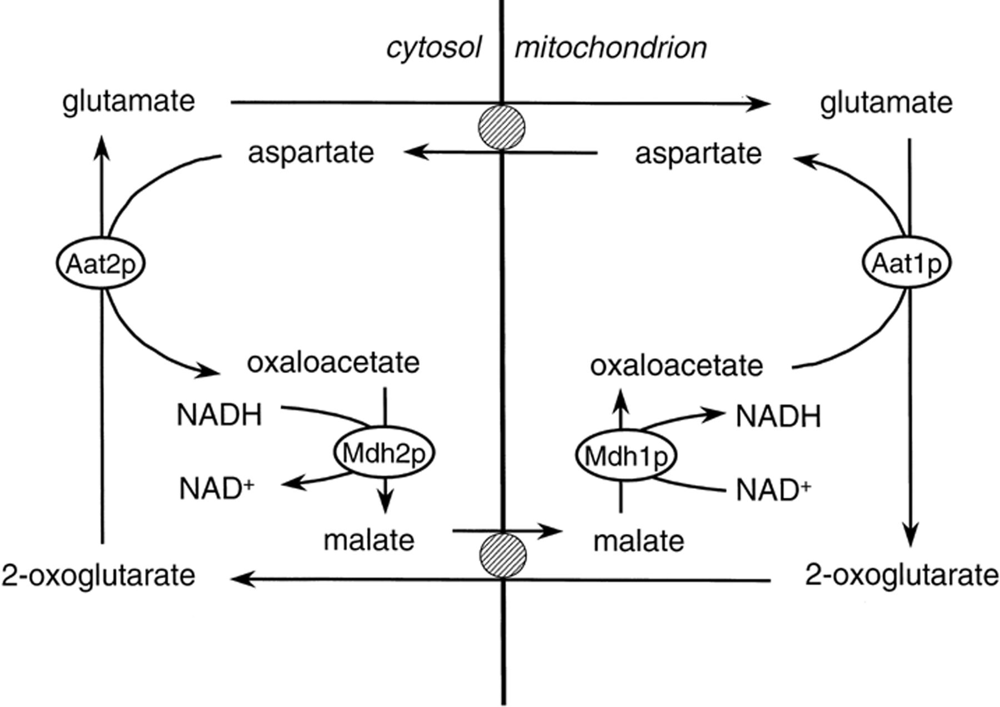 cytosol mitochondrion
glutamate glutamate
aspartate aspartate
Aat2p Aat1p
oxaloacetate oxaloacetate
NADH NADH
Mdh2p Mdh1p
NAD⁺ NAD⁺
malate malate
2-oxoglutarate 2-oxoglutarate